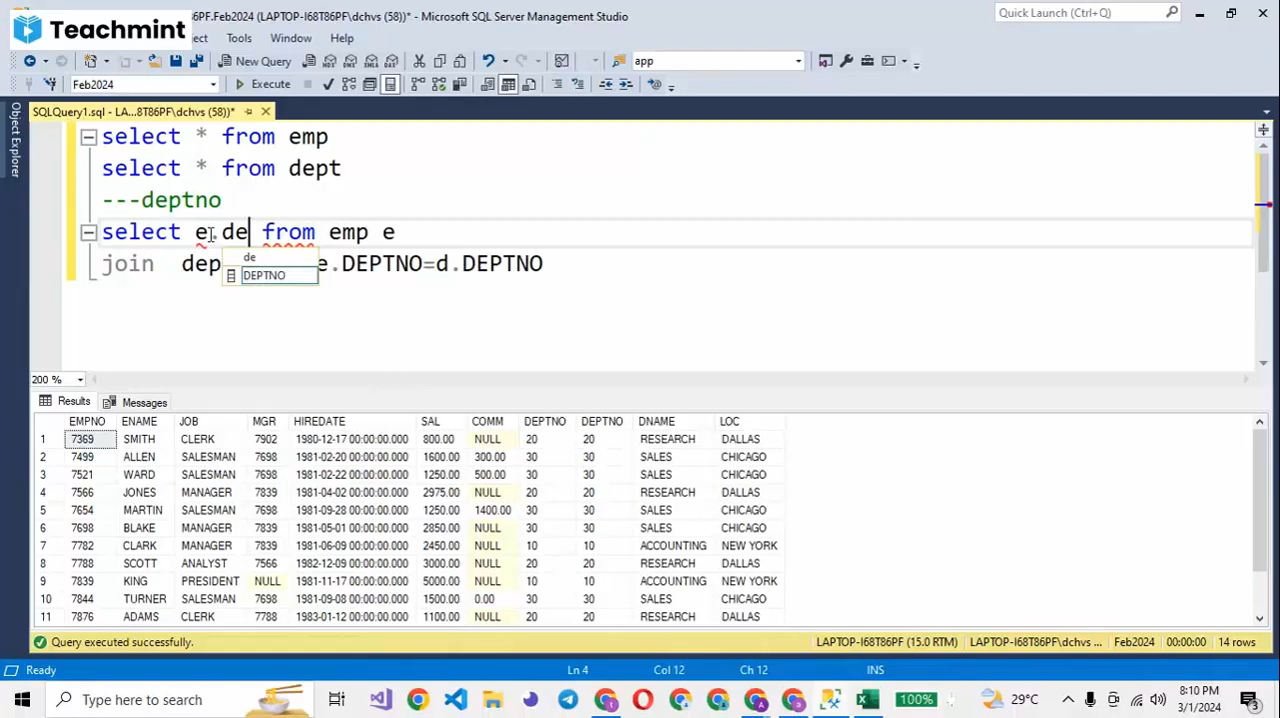 Teachmint
PF.Feb2024 (LAPTOP-I68T86PF\dchvs (58))* - Microsoft SQL Server Management Studio
Quick Launch (Ctrl+Q)
Tools Window Help
New Query
app
Feb2024
Execute
SQLQuery1.sql - LA...8T86PF\dchvs (58))*
Object Explorer
select * from emp
select * from dept
---deptno
select e.de from emp e
join dep e.DEPTNO=d.DEPTNO
de
DEPTNO
200 %
Results Messages
EMPNO ENAME JOB MGR HIREDATE SAL COMM DEPTNO DEPTNO DNAME LOC
1 7369 SMITH CLERK 7902 1980-12-17 00:00:00.000 800.00 NULL 20 20 RESEARCH DALLAS
2 7499 ALLEN SALESMAN 7698 1981-02-20 00:00:00.000 1600.00 300.00 30 30 SALES CHICAGO
3 7521 WARD SALESMAN 7698 1981-02-22 00:00:00.000 1250.00 500.00 30 30 SALES CHICAGO
4 7566 JONES MANAGER 7839 1981-04-02 00:00:00.000 2975.00 NULL 20 20 RESEARCH DALLAS
5 7654 MARTIN SALESMAN 7698 1981-09-28 00:00:00.000 1250.00 1400.00 30 30 SALES CHICAGO
6 7698 BLAKE MANAGER 7839 1981-05-01 00:00:00.000 2850.00 NULL 30 30 SALES CHICAGO
7 7782 CLARK MANAGER 7839 1981-06-09 00:00:00.000 2450.00 NULL 10 10 ACCOUNTING NEW YORK
8 7788 SCOTT ANALYST 7566 1982-12-09 00:00:00.000 3000.00 NULL 20 20 RESEARCH DALLAS
9 7839 KING PRESIDENT NULL 1981-11-17 00:00:00.000 5000.00 NULL 10 10 ACCOUNTING NEW YORK
10 7844 TURNER SALESMAN 7698 1981-09-08 00:00:00.000 1500.00 0.00 30 30 SALES CHICAGO
11 7876 ADAMS CLERK 7788 1983-01-12 00:00:00.000 1100.00 NULL 20 20 RESEARCH DALLAS
Query executed successfully. LAPTOP-I68T86PF (15.0 RTM) LAPTOP-I68T86PF\dchvs ... Feb2024 00:00:00 14 rows
Ready Ln 4 Col 12 Ch 12 INS
Type here to search 100% 29°C 8:10 PM
3/1/2024
3